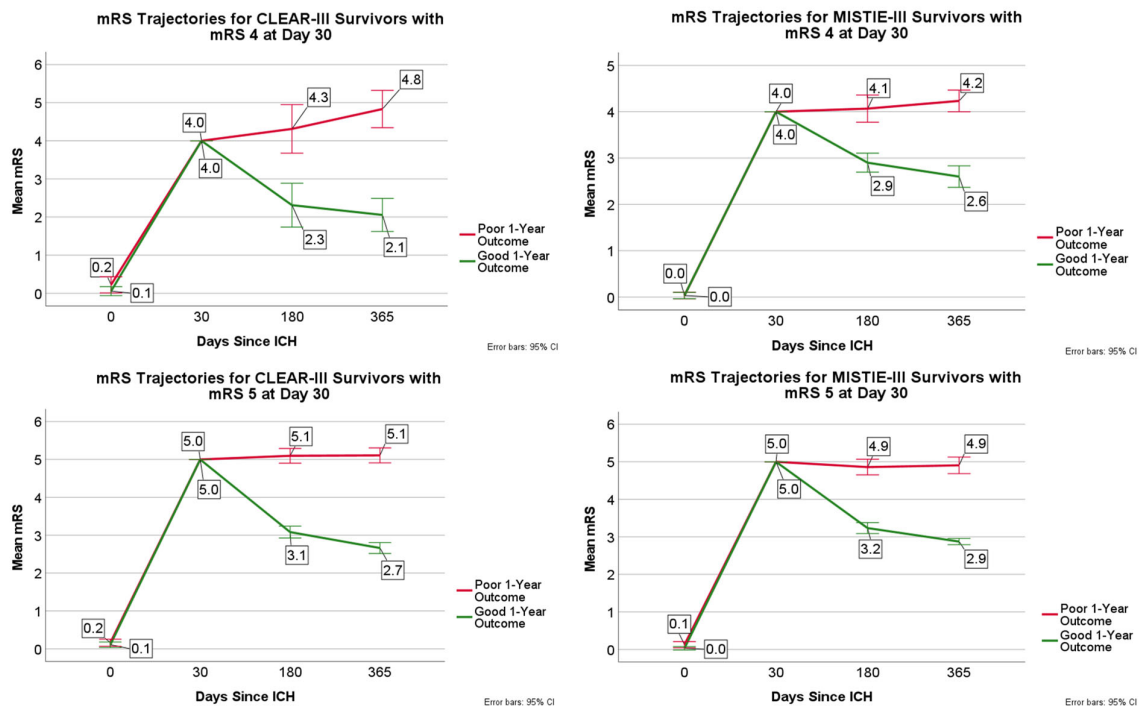 mRS Trajectories for CLEAR-III Survivors with
mRS 4 at Day 30
6
5
4
3
2
1
0
Mean mRS
0.2
0.1
4.0
4.0
4.3
2.3
4.8
2.1
0
30
180
365
Days Since ICH
Poor 1-Year
Outcome
Good 1-Year
Outcome
Error bars: 95% CI
mRS Trajectories for MISTIE-III Survivors with
mRS 4 at Day 30
5
4
3
2
1
0
Mean mRS
0.0
0.0
4.0
4.0
4.1
2.9
4.2
2.6
0
30
180
365
Days Since ICH
Poor 1-Year
Outcome
Good 1-Year
Outcome
Error bars: 95% CI
mRS Trajectories for CLEAR-III Survivors with
mRS 5 at Day 30
6
5
4
3
2
1
0
Mean mRS
0.2
0.1
5.0
5.0
5.1
3.1
5.1
2.7
0
30
180
365
Days Since ICH
Poor 1-Year
Outcome
Good 1-Year
Outcome
Error bars: 95% CI
mRS Trajectories for MISTIE-III Survivors with
mRS 5 at Day 30
6
5
4
3
2
1
0
Mean mRS
0.1
0.0
5.0
5.0
4.9
3.2
4.9
2.9
0
30
180
365
Days Since ICH
Poor 1-Year
Outcome
Good 1-Year
Outcome
Error bars: 95% CI